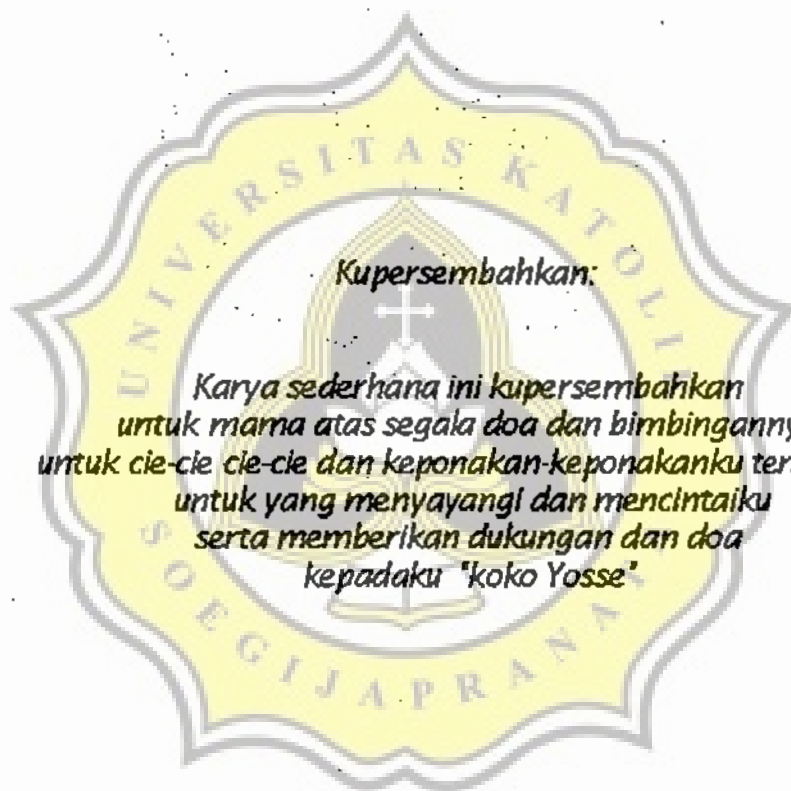 UNIVERSITAS KATOLIK
Kupersembahkan:
Karya sederhana ini kupersembahkan
untuk mama atas segala doa dan
untuk cie-cie cie-cie dan keponakan-keponakanku
untuk yang menyayangi dan mencintaiku
serta memberikan dukungan dan doa
kepadaku "koko Yosse"
SOEGIJAPRANATA